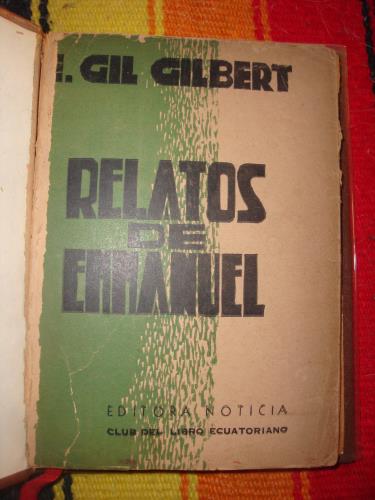 E. GIL GILBERT
RELATOS
DE
EMMANUEL
EDITORA NOTICIA
CLUB DEL LIBRO ECUATORIANO